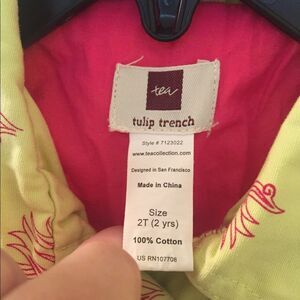 tea
tulip trench
Style # 7123022
www.teacollection.com
Designed in San Francisco
Made in China
Size
2T (2 yrs)
100% Cotton
US RN107708